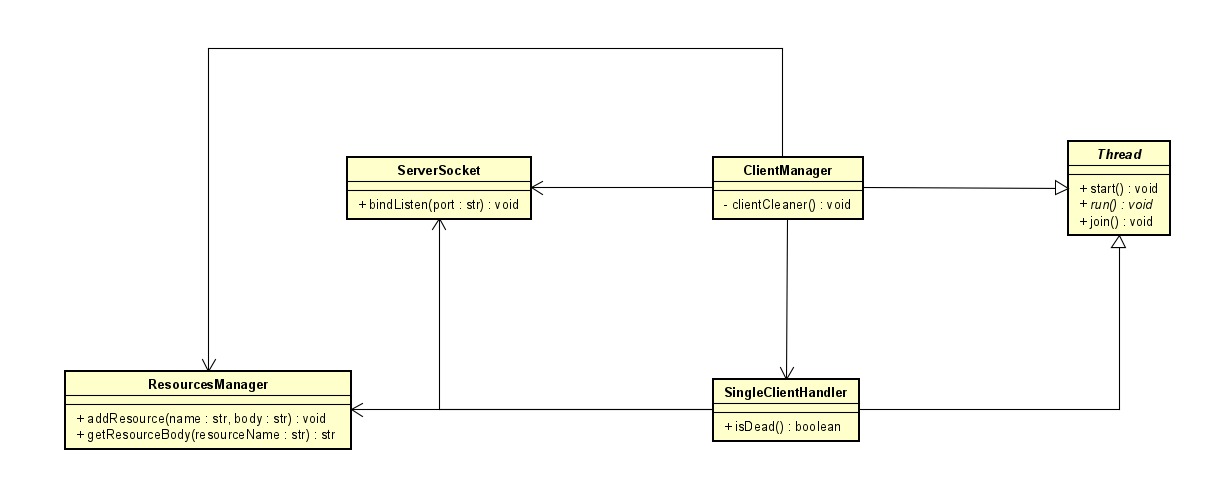 Thread
+ start() : void
+ run() : void
+ join() : void
ServerSocket
+ bindListen(port : str) : void
ClientManager
- clientCleaner() : void
ResourcesManager
+ addResource(name : str, body : str) : void
+ getResourceBody(resourceName : str) : str
SingleClientHandler
+ isDead() : boolean